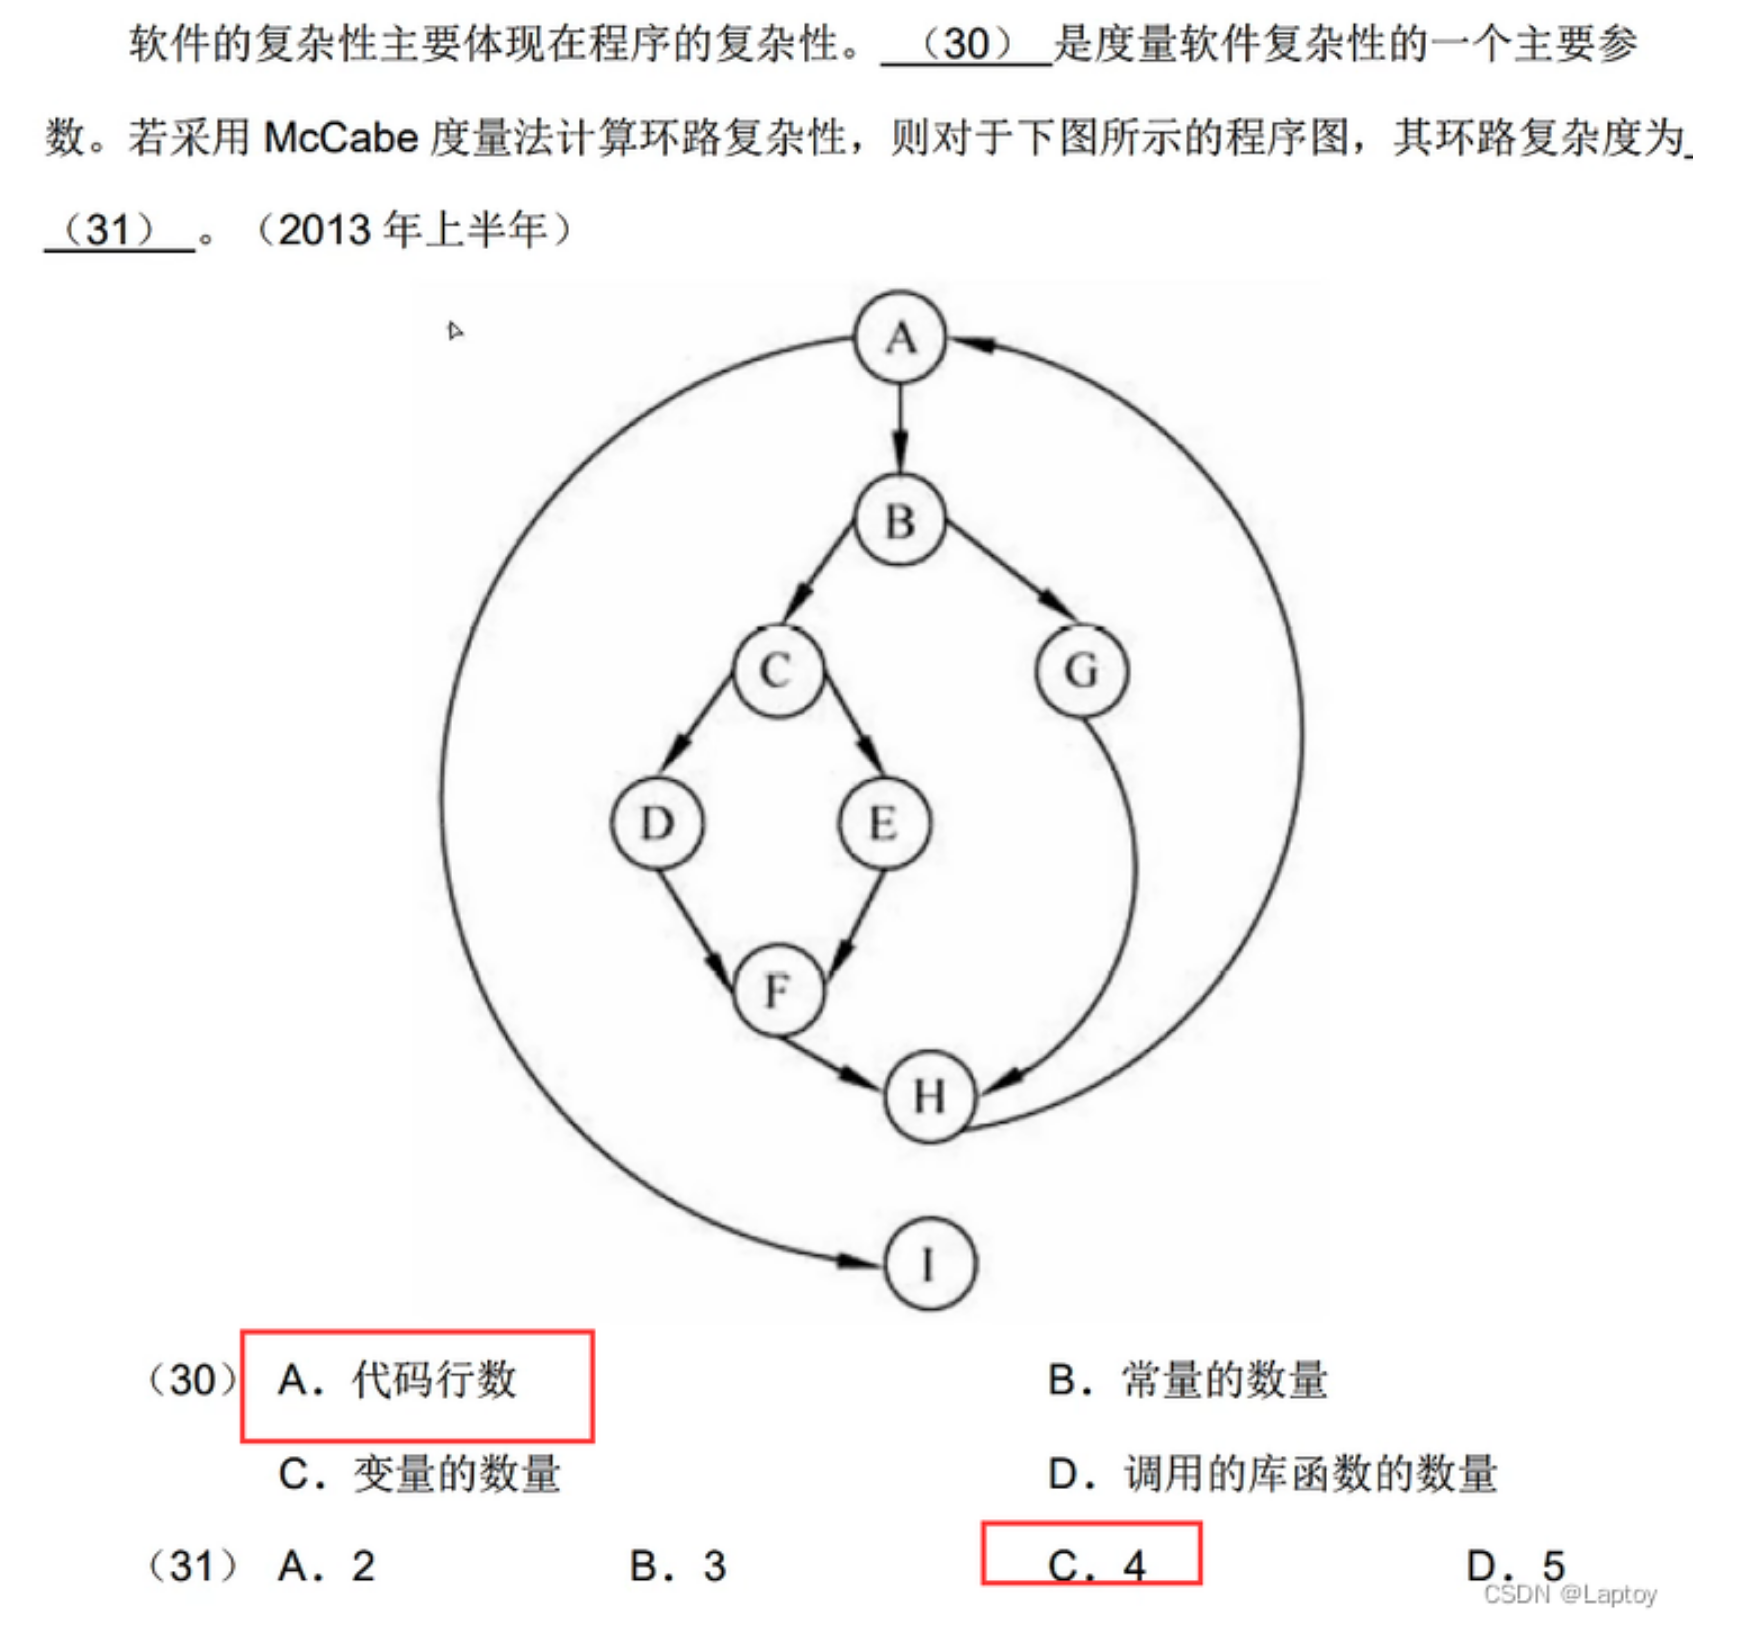 软件的复杂性主要体现在程序的复杂性。 （30） 是度量软件复杂性的一个主要参
数。若采用 McCabe 度量法计算环路复杂性，则对于下图所示的程序图，其环路复杂度为
（31） 。（2013 年上半年）
A
B
C G
D E
F
H
I
（30） A．代码行数 B．常量的数量
C．变量的数量 D．调用的库函数的数量
（31） A．2 B．3 C．4 D．5
CSDN @Laptoy